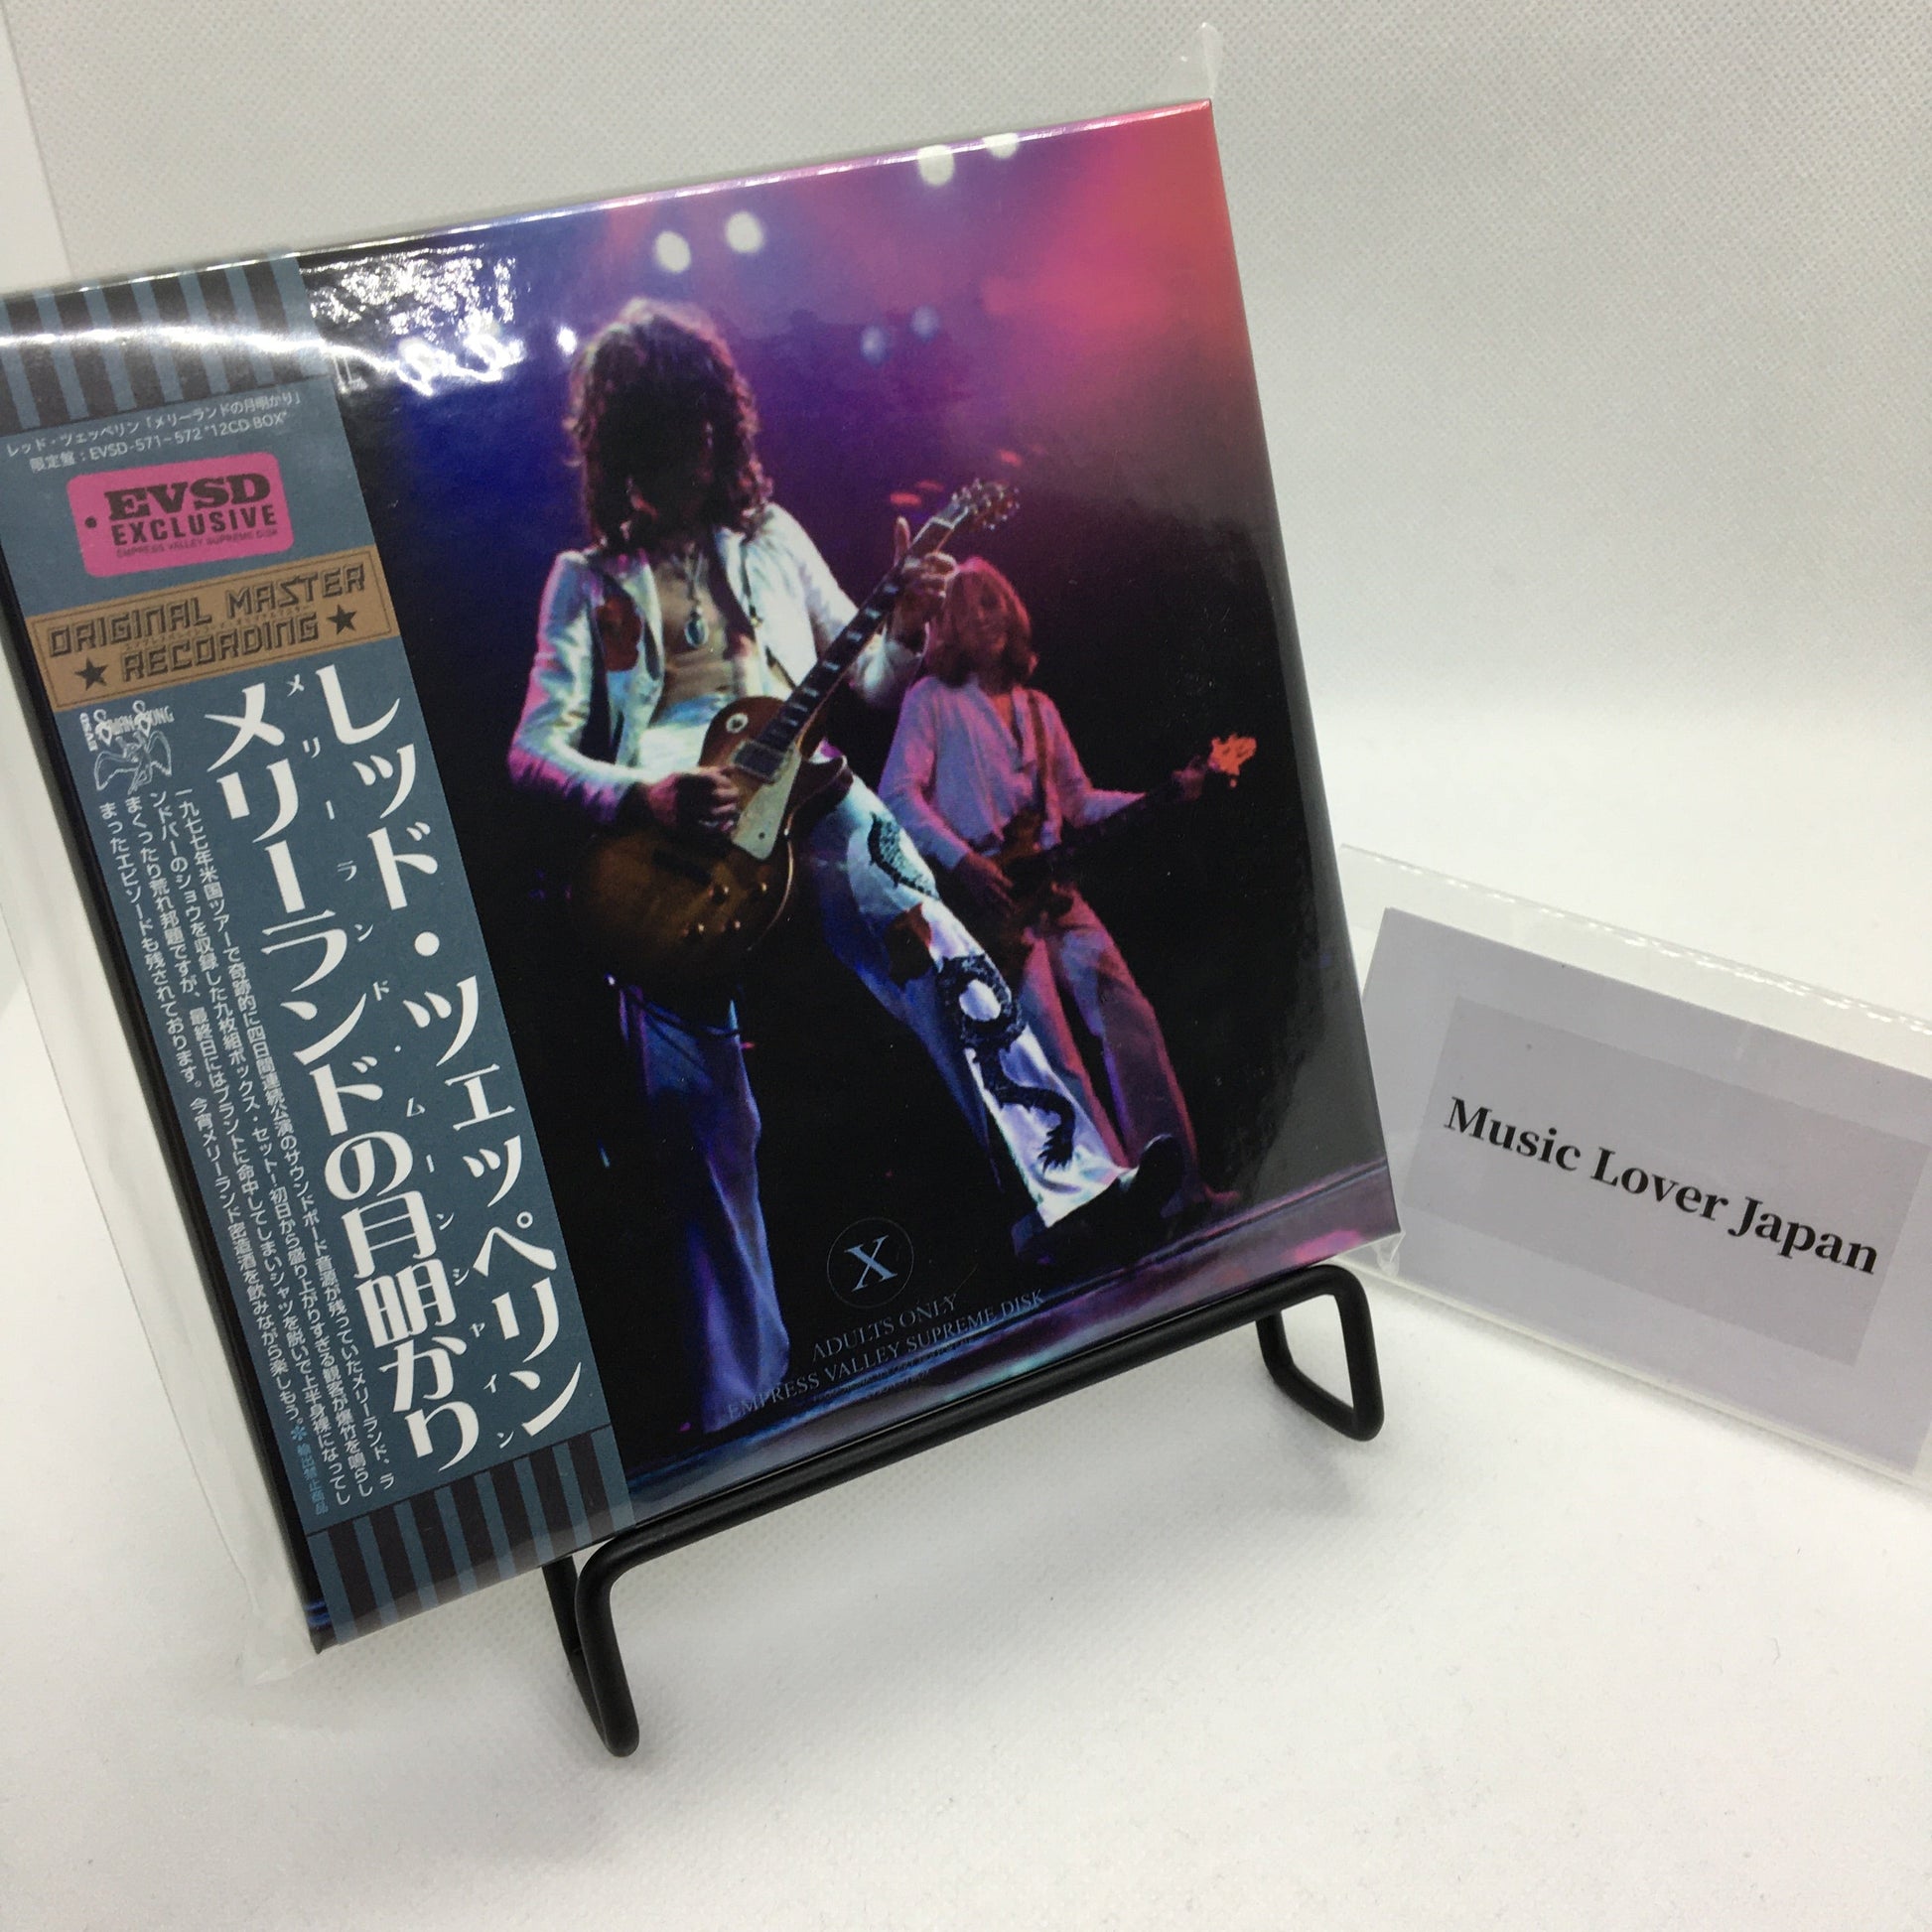 レッド・ツェッペリン「メリーランドの月明かり」
限定盤：EVSD-571~572 "12CD BOX"
EVSD
EXCLUSIVE
EMPRESS VALLEY SUPREME DISK
ORIGINAL MASTER
RECORDING
レッド・ツェッペリン
メリーランド・ムーンシャイン
メリーランドの月明かり
SWAN SONG
EVSD
一九七七年米国ツアーで奇跡的に四日間連続公演のサウンドボード音源が残っていたメリーランド、ラ
ンドバーのショウを収録した九枚組ボックス・セット！初日から盛り上がりすぎる観客が爆竹を鳴らし
まくったり荒れ邦題ですが、最終日にはプラントに命中してしまいシャツを脱いで上半身裸になってし
まったエピソードも残されております。今宵メリーランド密造酒を飲みながら楽しもう。
※輸出禁止商品
X
ADULTS ONLY
EMPRESS VALLEY SUPREME DISK
Music Lover Japan